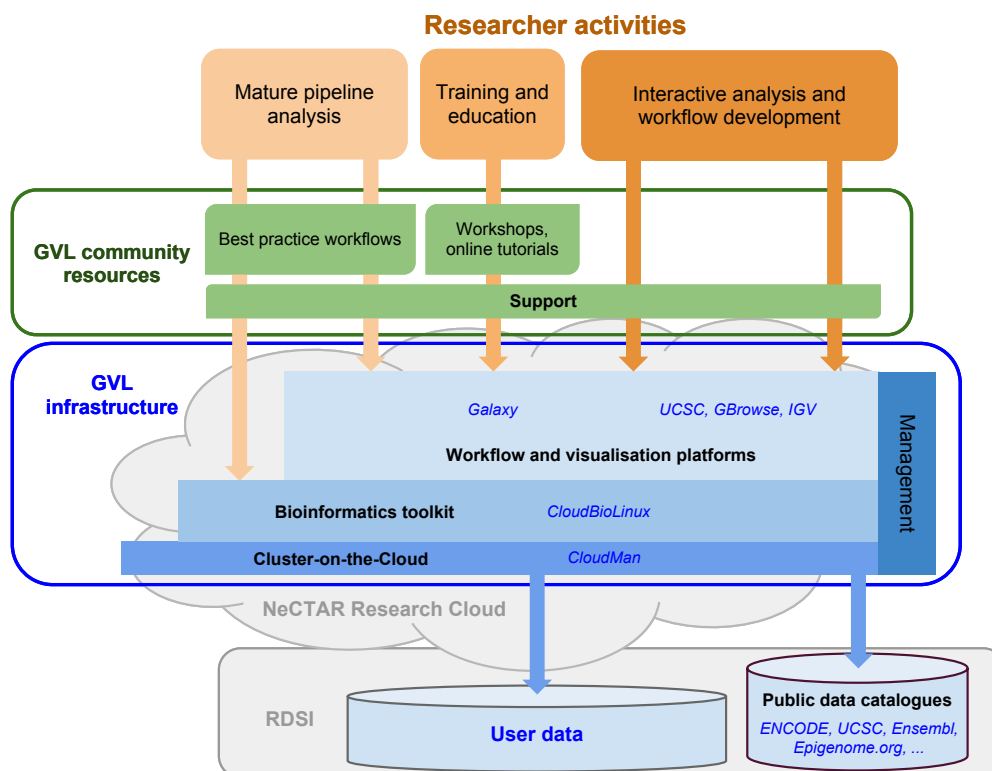 Researcher activities
Mature pipeline
analysis
Training and
education
Interactive analysis and
workflow development
GVL community
resources
Best practice workflows
Workshops,
online tutorials
Support
GVL
infrastructure
Galaxy
UCSC, GBrowse, IGV
Workflow and visualisation platforms
Management
Bioinformatics toolkit
CloudBioLinux
Cluster-on-the-Cloud
CloudMan
NeCTAR Research Cloud
RDSI
User data
Public data catalogues
ENCODE, UCSC, Ensembl,
Epigenome.org, ...